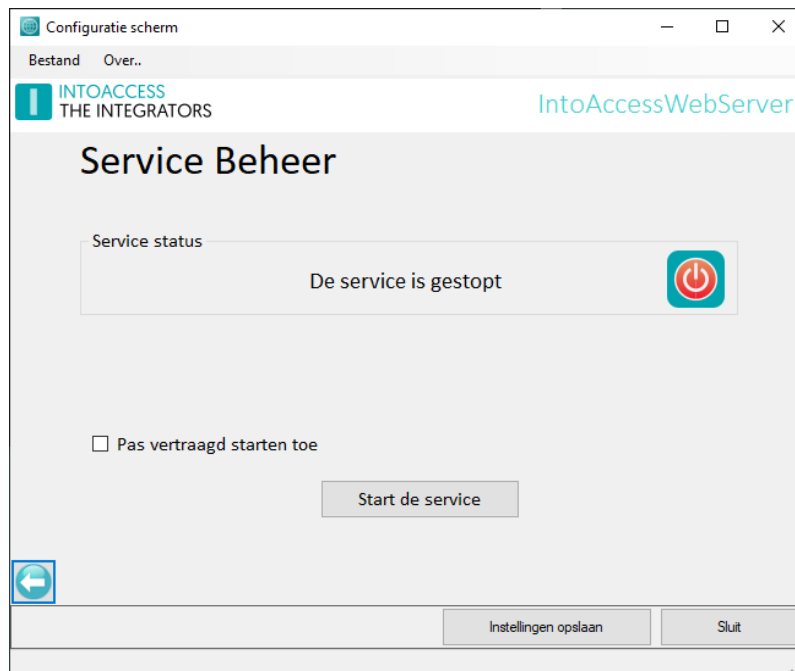 Configuratie scherm
Bestand Over..
INTOACCESS
THE INTEGRATORS
IntoAccessWebServer
Service Beheer
Service status
De service is gestopt
Pas vertraagd starten toe
Start de service
Instellingen opslaan Sluit